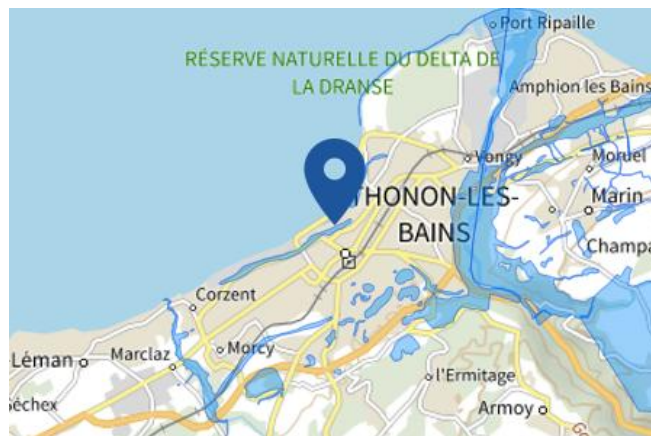 Port Ripaille
RÉSERVE NATURELLE DU DELTA DE
LA DRANSE
Amphion les Bains
Vongy
Moruel
THONON-LES-
BAINS
Marin
Champa
Corzent
Léman
Marclaz
Morcy
l'Ermitage
Séchex
Armoy